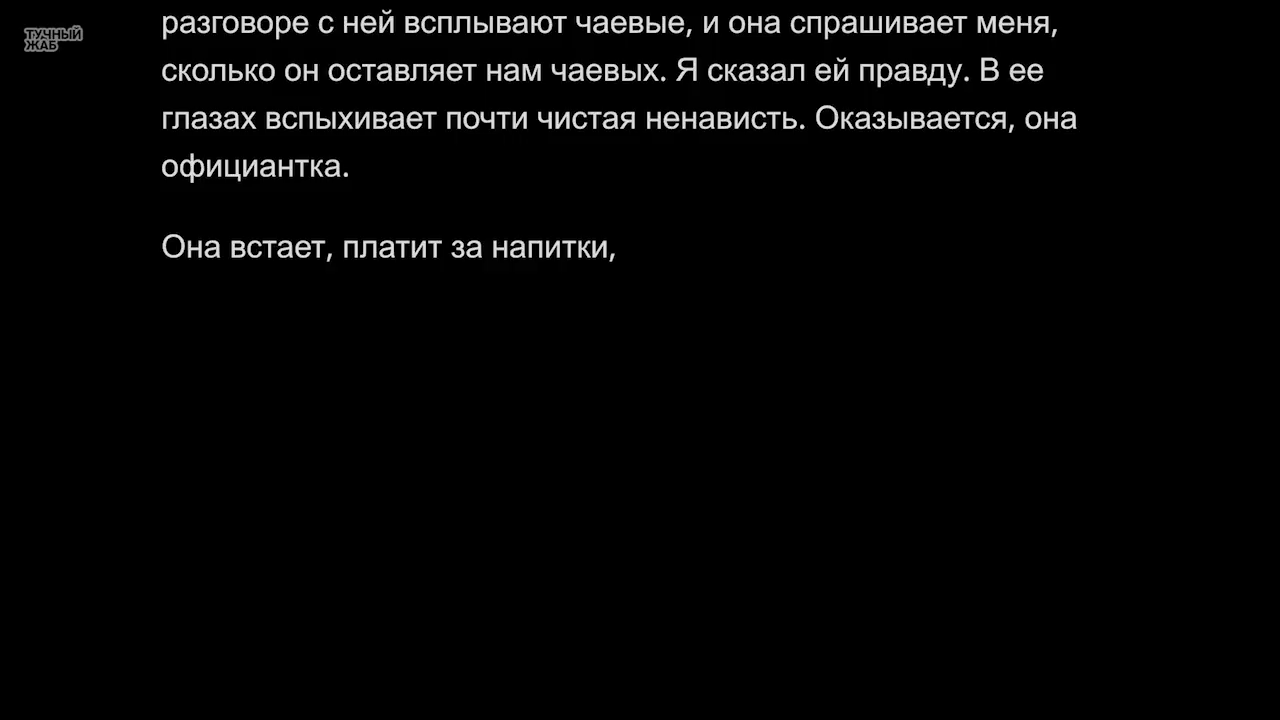 ТУЧНЫЙ
ЖАБ
разговоре с ней всплывают чаевые, и она спрашивает меня,
сколько он оставляет нам чаевых. Я сказал ей правду. В ее
глазах вспыхивает почти чистая ненависть. Оказывается, она
официантка.
Она встает, платит за напитки,